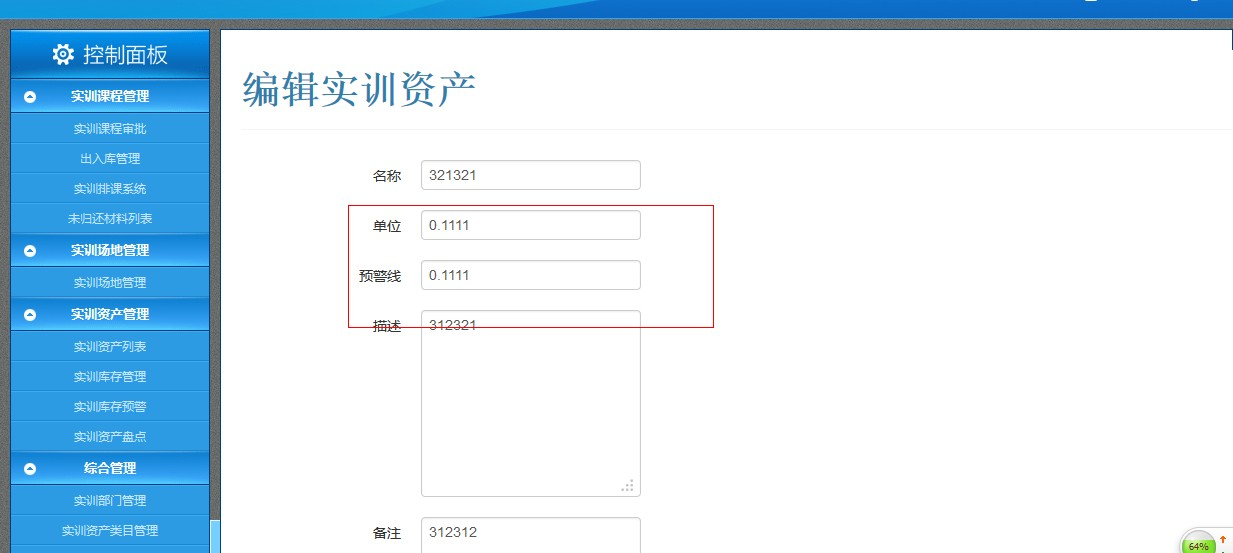 控制面板
实训课程管理
实训课程审批
出入库管理
实训排课系统
未归还材料列表
实训场地管理
实训场地管理
实训资产管理
实训资产列表
实训库存管理
实训库存预警
实训资产盘点
综合管理
实训部门管理
实训资产类目管理
编辑实训资产
名称 321321
单位 0.1111
预警线 0.1111
描述 312321
备注 312312
64%